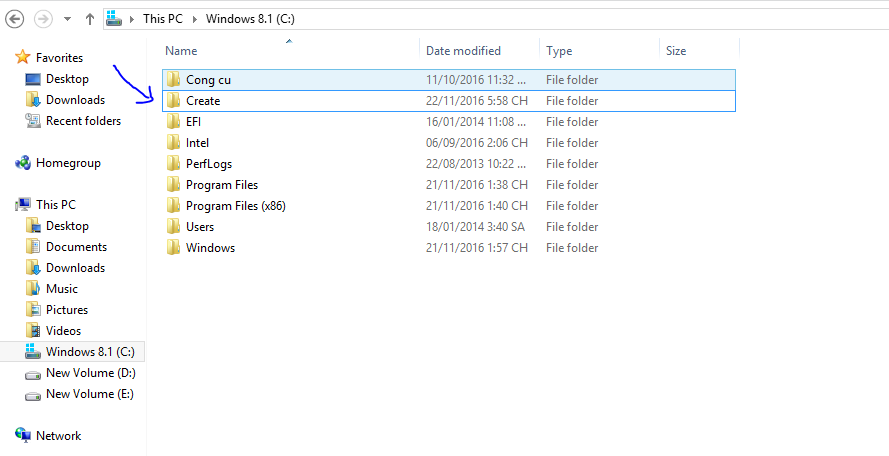 This PC Windows 8.1 (C:)
Name Date modified Type Size
Favorites
Desktop
Downloads
Recent folders
Homegroup
This PC
Desktop
Documents
Downloads
Music
Pictures
Videos
Windows 8.1 (C:)
New Volume (D:)
New Volume (E:)
Network
Cong cu 11/10/2016 11:32 ... File folder
Create 22/11/2016 5:58 CH File folder
EFI 16/01/2014 11:08 ... File folder
Intel 06/09/2016 2:06 CH File folder
PerfLogs 22/08/2013 10:22 ... File folder
Program Files 21/11/2016 1:38 CH File folder
Program Files (x86) 21/11/2016 1:40 CH File folder
Users 18/01/2014 3:40 SA File folder
Windows 21/11/2016 1:57 CH File folder